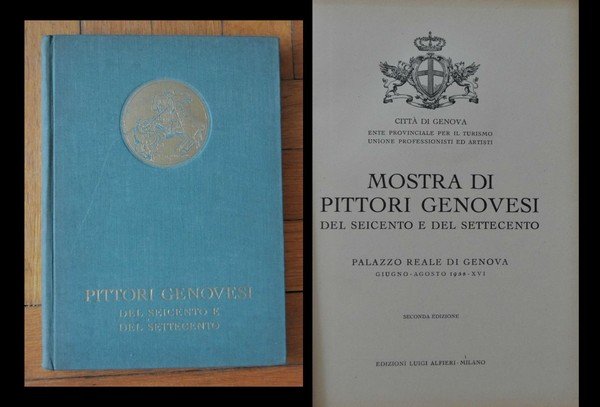 PITTORI GENOVESI
DEL SEICENTO E
DEL SETTECENTO
CITTÀ DI GENOVA
ENTE PROVINCIALE PER IL TURISMO
UNIONE PROFESSIONISTI ED ARTISTI
MOSTRA DI
PITTORI GENOVESI
DEL SEICENTO E DEL SETTECENTO
PALAZZO REALE DI GENOVA
GIUGNO - AGOSTO 1938 - XVI
SECONDA EDIZIONE
EDIZIONI LUIGI ALFIERI - MILANO